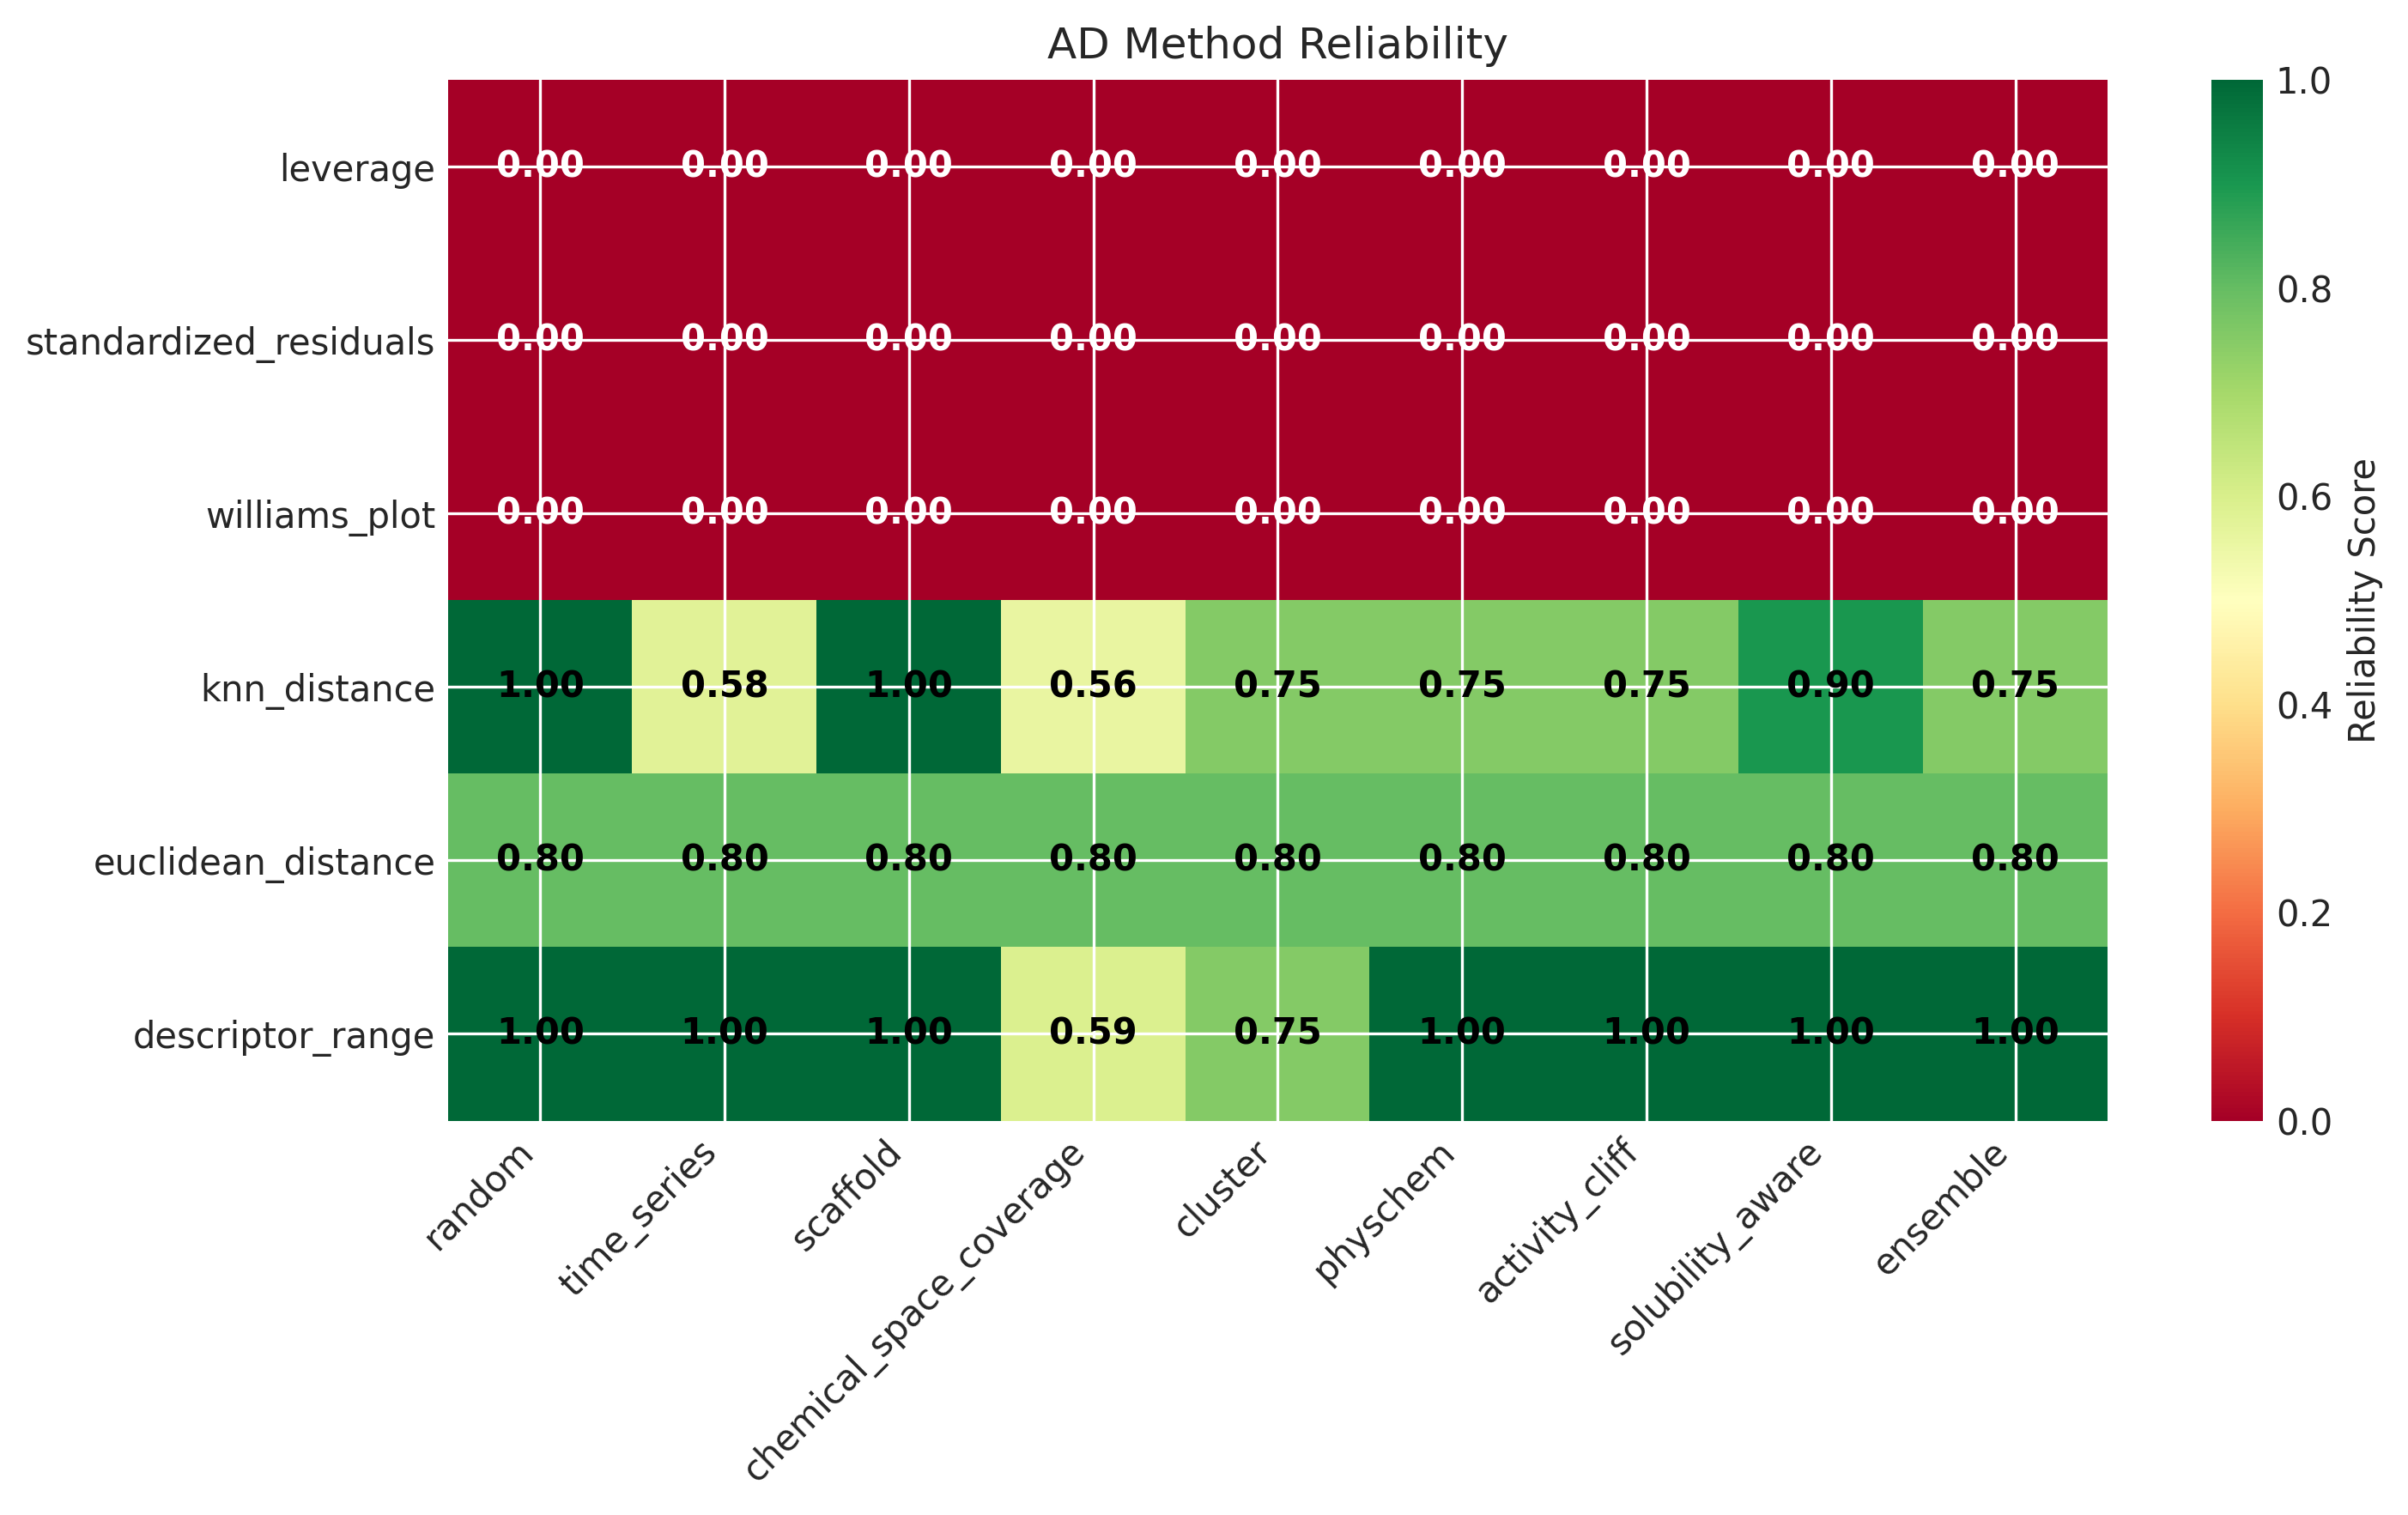 AD Method Reliability
leverage 0.00 0.00 0.00 0.00 0.00 0.00 0.00 0.00 0.00
standardized_residuals 0.00 0.00 0.00 0.00 0.00 0.00 0.00 0.00 0.00
williams_plot 0.00 0.00 0.00 0.00 0.00 0.00 0.00 0.00 0.00
knn_distance 1.00 0.58 1.00 0.56 0.75 0.75 0.75 0.90 0.75
euclidean_distance 0.80 0.80 0.80 0.80 0.80 0.80 0.80 0.80 0.80
descriptor_range 1.00 1.00 1.00 0.59 0.75 1.00 1.00 1.00 1.00
random
time_series
scaffold
chemical_space_coverage
cluster
physchem
activity_cliff
solubility_aware
ensemble
1.0
0.8
0.6
0.4
0.2
0.0
Reliability Score